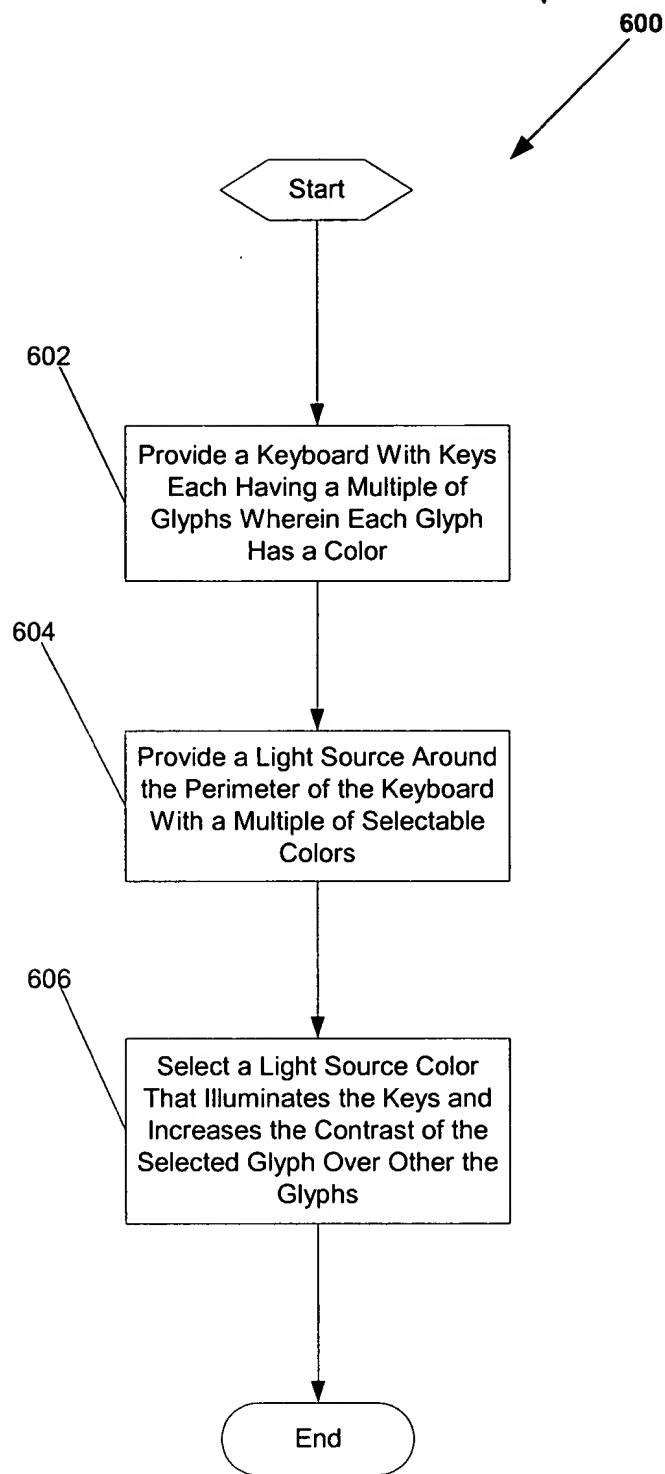 600
Start
602
Provide a Keyboard With Keys
Each Having a Multiple of
Glyphs Wherein Each Glyph
Has a Color
604
Provide a Light Source Around
the Perimeter of the Keyboard
With a Multiple of Selectable
Colors
606
Select a Light Source Color
That Illuminates the Keys and
Increases the Contrast of the
Selected Glyph Over Other the
Glyphs
End